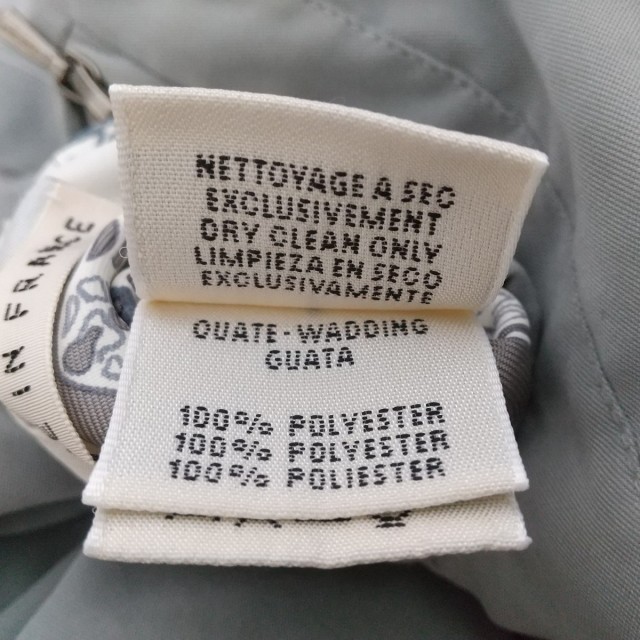 NETTOYAGE A SEC
EXCLUSIVEMENT
DRY CLEAN ONLY
LIMPIEZA EN SECO
EXCLUSIVAMENTE
OUATE-WADDING
GUATA
100% POLYESTER
100% POLYESTER
100% POLIESTER
IN FRANCE